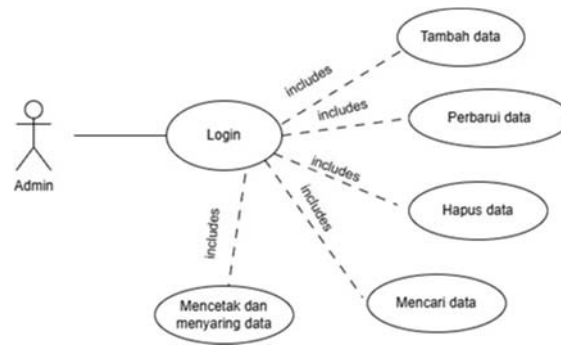 Tambah data
includes
includes
Perbarui data
Login
Admin
includes
Hapus data
includes
includes
Mencetak dan
menyaring data
Mencari data